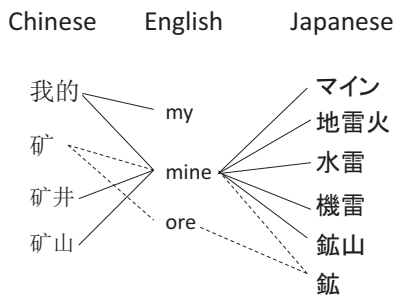 Chinese English Japanese
我的
my
矿
mine
矿井
ore
矿山
マイン
地雷火
水雷
機雷
鉱山
鉱